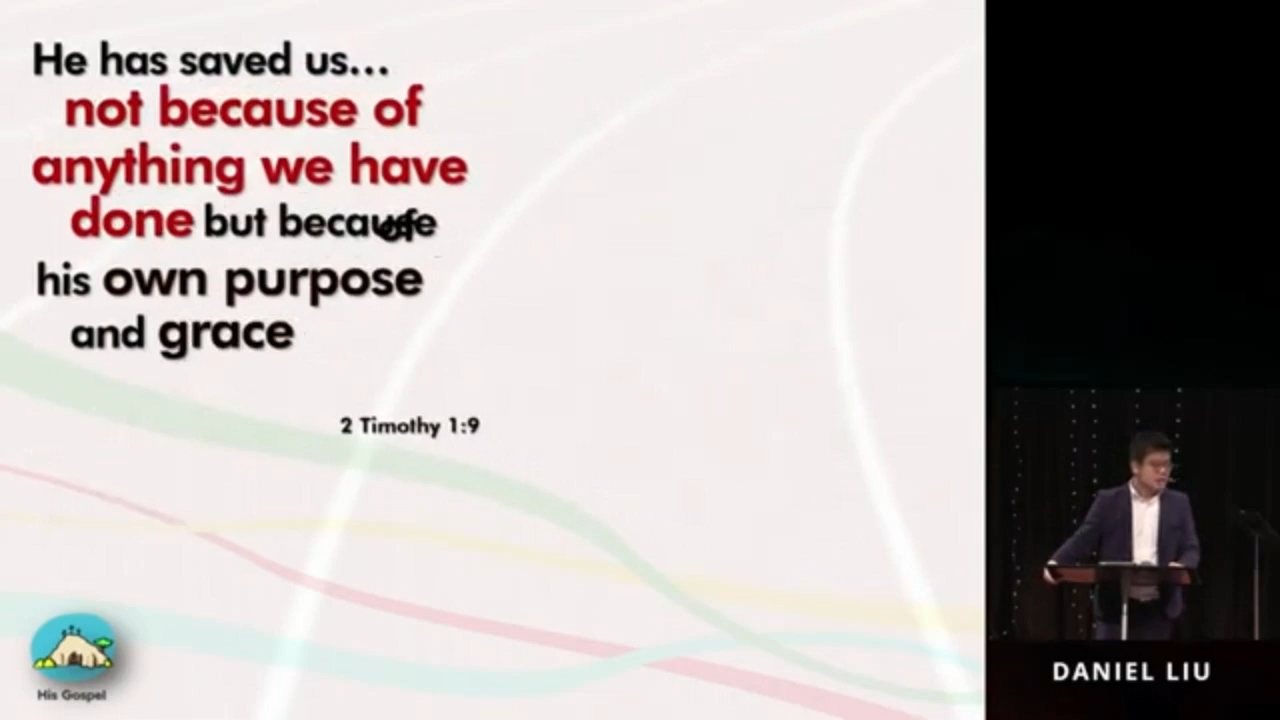 He has saved us...
not because of
anything we have
done but because
of
his own purpose
and grace
2 Timothy 1:9
His Gospel
DANIEL LIU